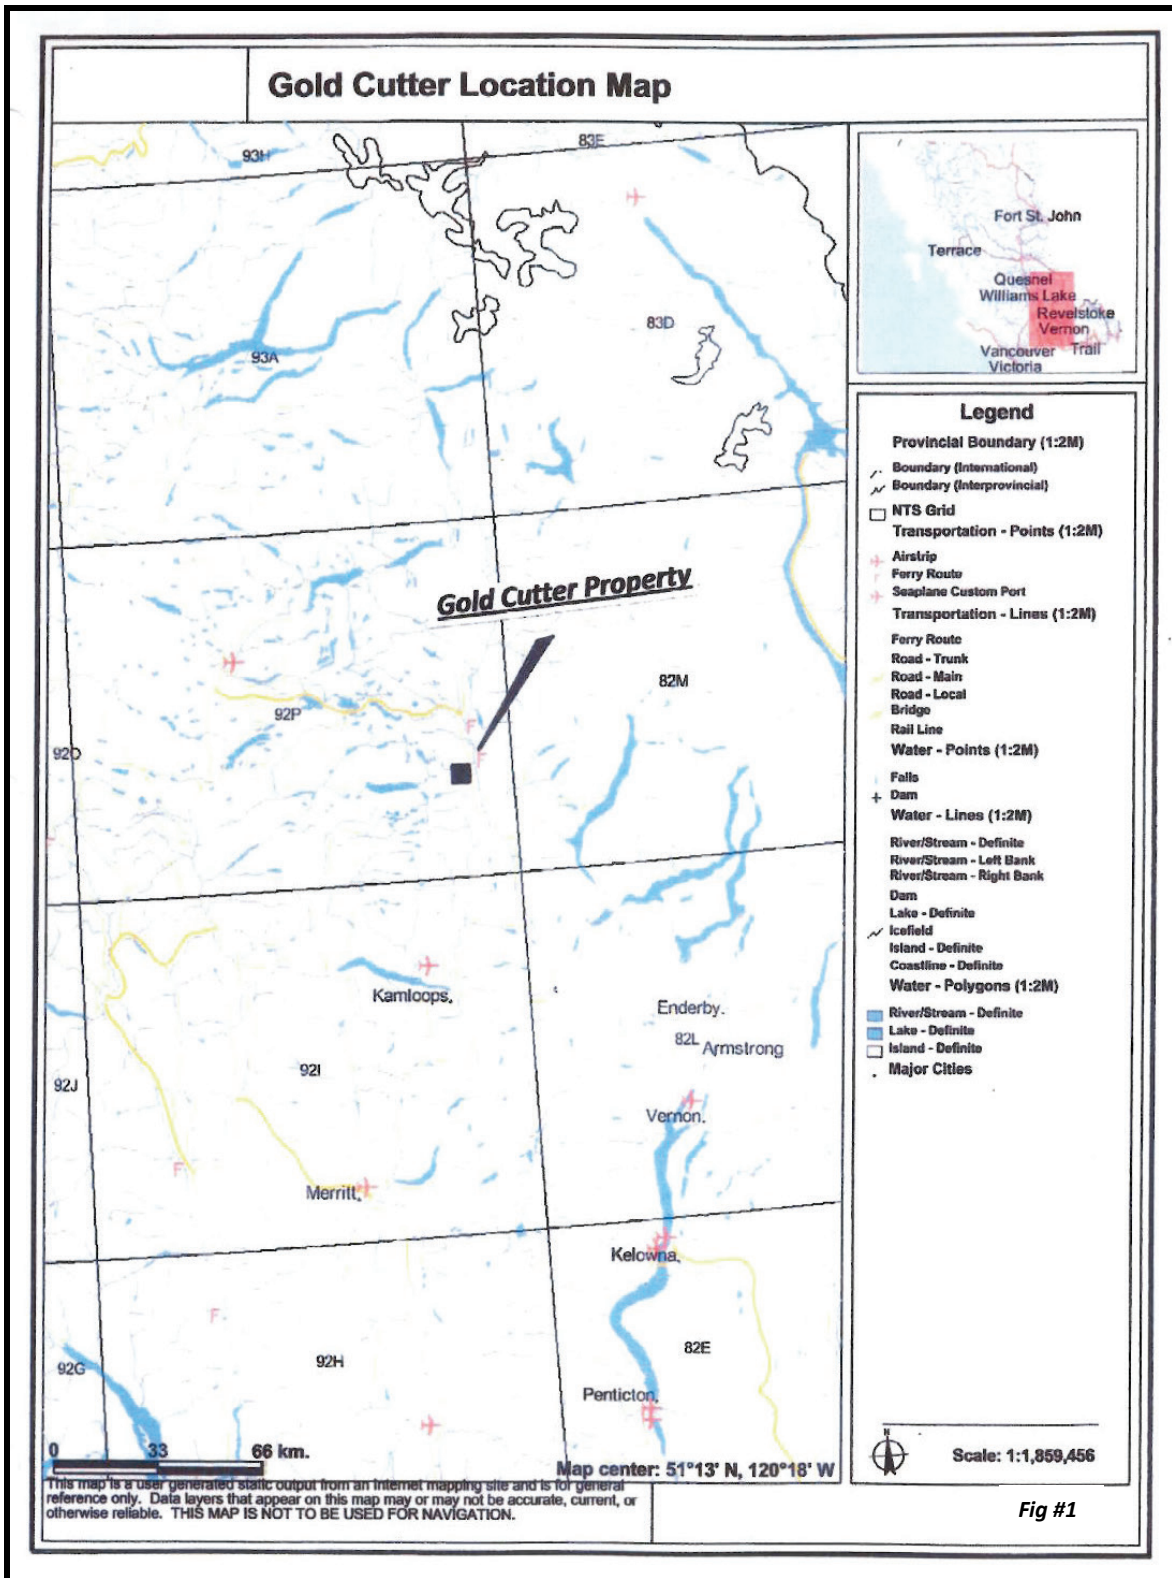 Gold Cutter Location Map
93H
83E
83D
93A
Gold Cutter Property
82M
92P
F
92O
F
Kamloops.
Enderby.
82L
Armstrong
92I
92J
Vernon.
F
Merritt.
Kelowna.
F
92H
82E
92G
Penticton.
0 33 66 km.
Map center: 51°13' N, 120°18' W
This map is a user generated static output from an Internet mapping site and is for general
reference only. Data layers that appear on this map may or may not be accurate, current, or
otherwise reliable. THIS MAP IS NOT TO BE USED FOR NAVIGATION.
Fort St. John
Terrace
Quesnel
Williams Lake
Revelstoke
Vernon
Vancouver
Trail
Victoria
Legend
Provincial Boundary (1:2M)
Boundary (International)
Boundary (Interprovincial)
NTS Grid
Transportation - Points (1:2M)
Airstrip
F Ferry Route
Seaplane Custom Port
Transportation - Lines (1:2M)
Ferry Route
Road - Trunk
Road - Main
Road - Local
Bridge
Rail Line
Water - Points (1:2M)
Falls
Dam
Water - Lines (1:2M)
River/Stream - Definite
River/Stream - Left Bank
River/Stream - Right Bank
Dam
Lake - Definite
Icefield
Island - Definite
Coastline - Definite
Water - Polygons (1:2M)
River/Stream - Definite
Lake - Definite
Island - Definite
Major Cities
N
Scale: 1:1,859,456
Fig #1